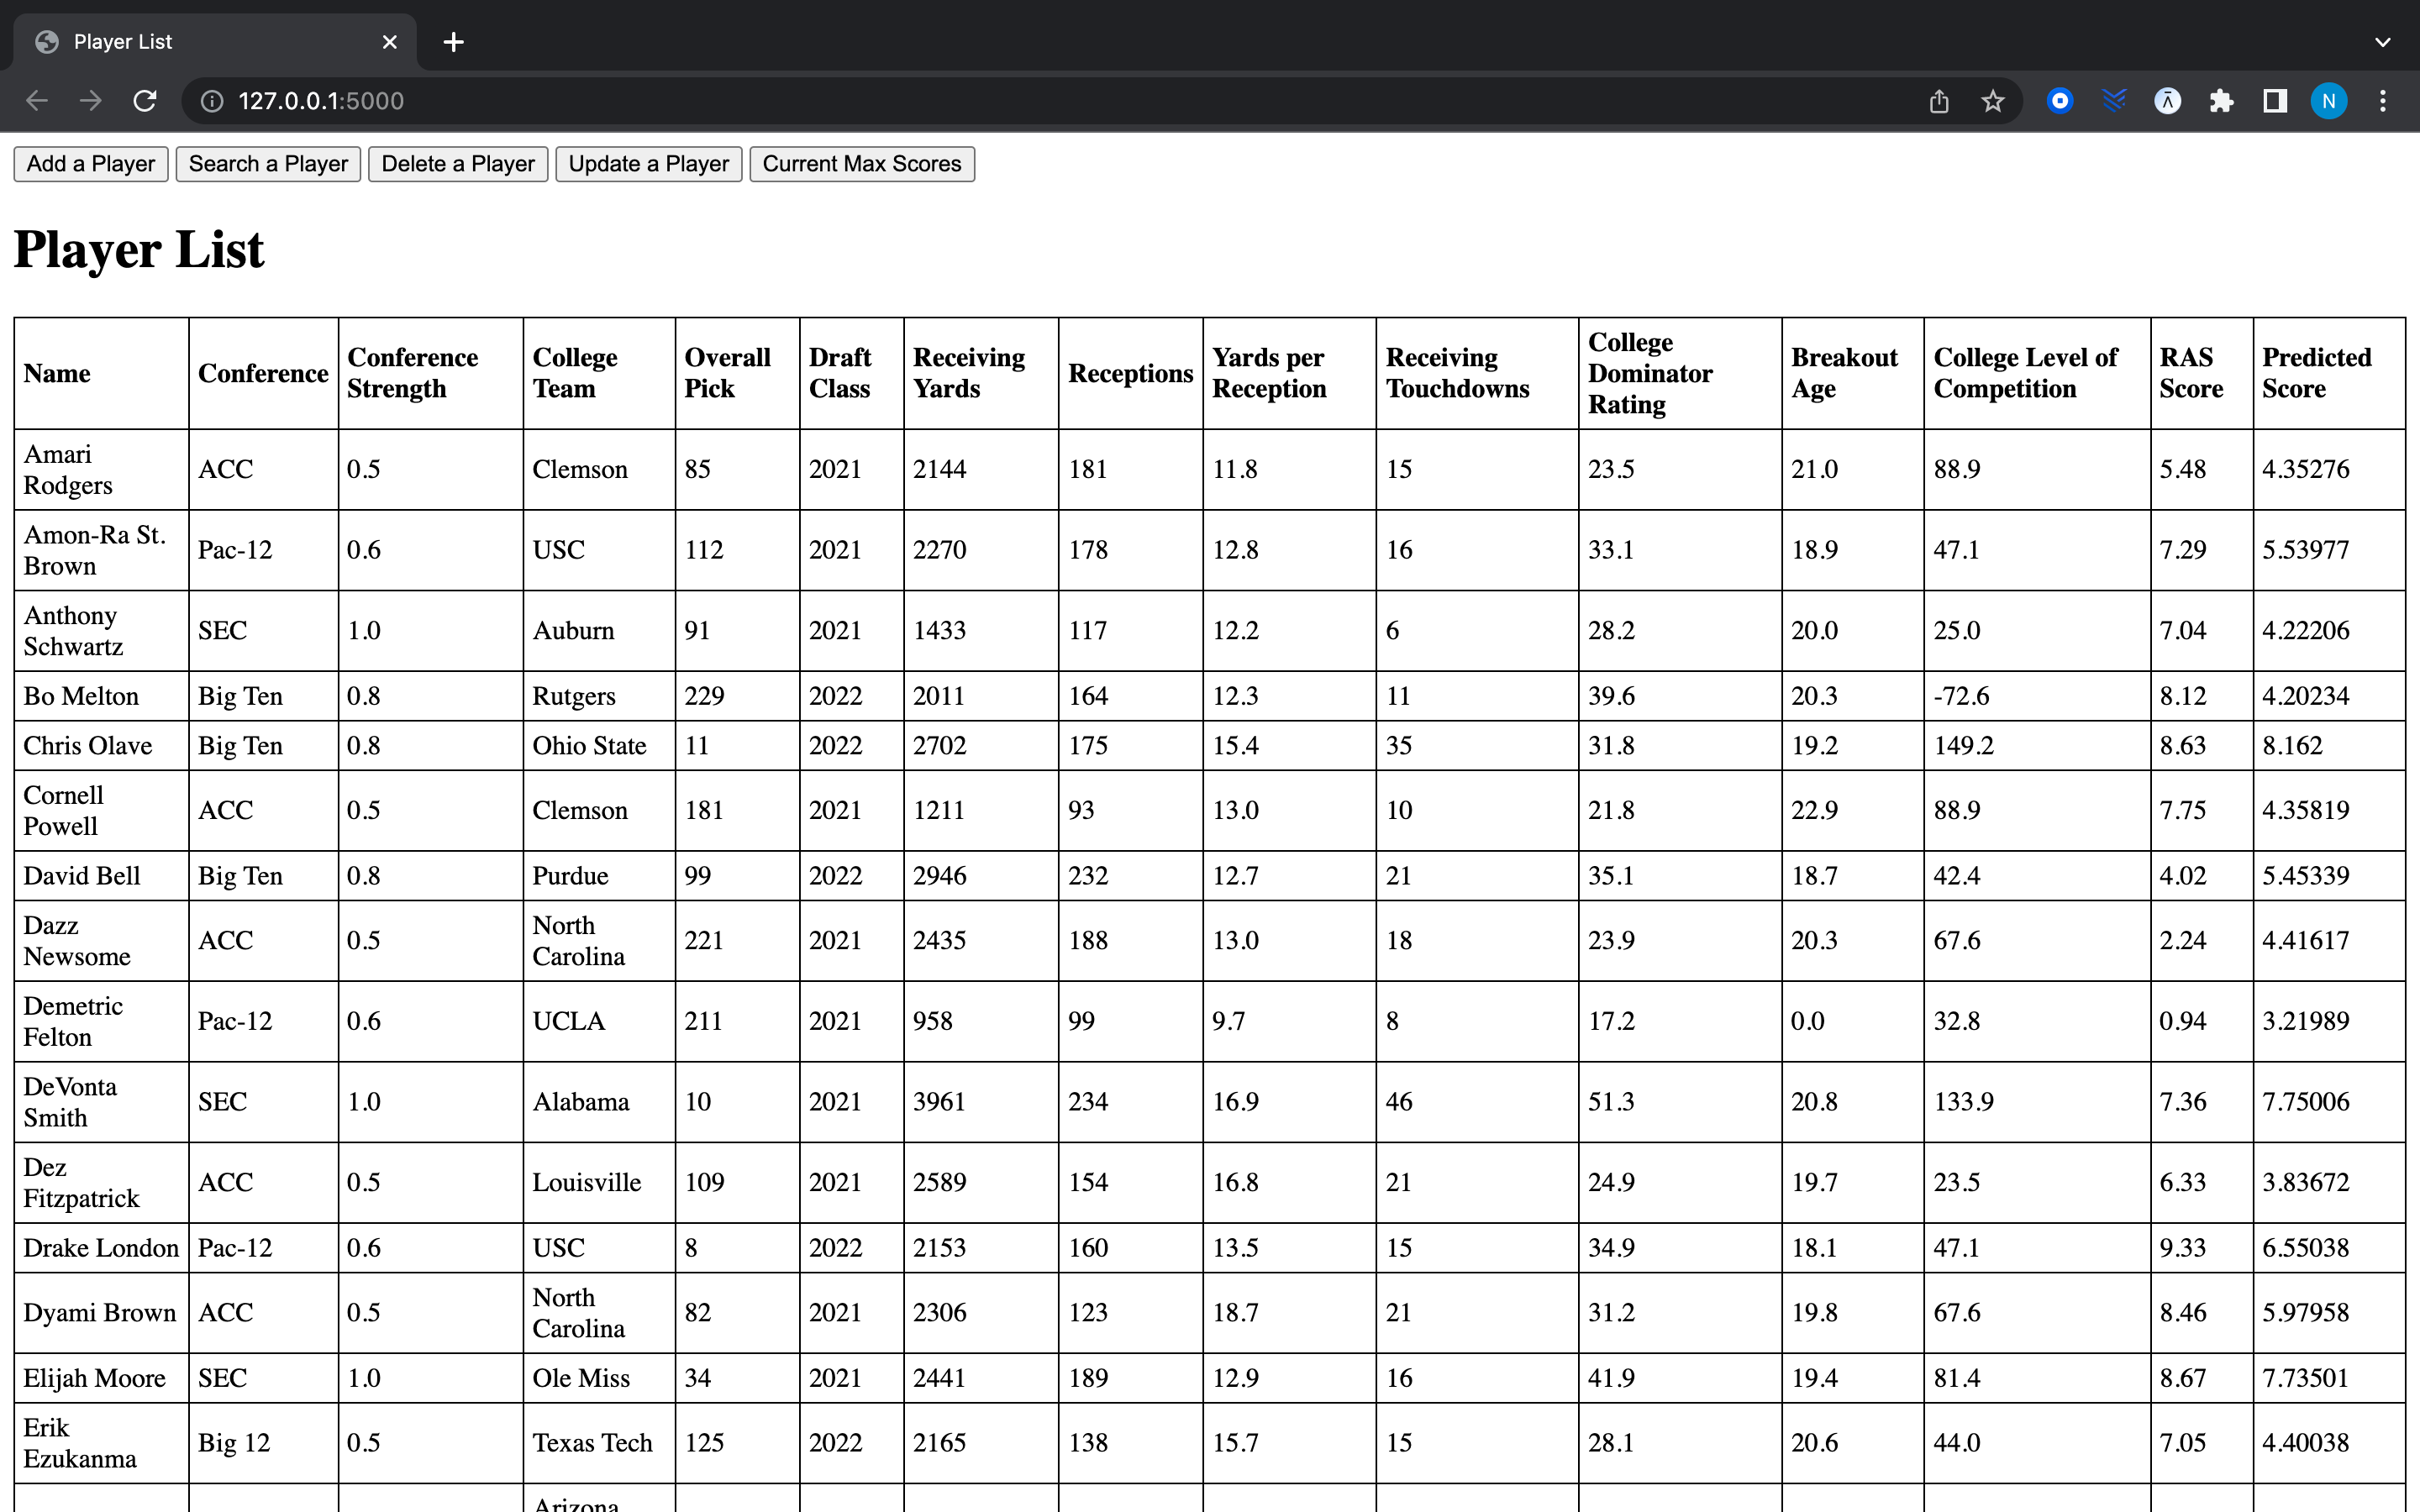 Player List
127.0.0.1:5000
N
Add a Player Search a Player Delete a Player Update a Player Current Max Scores
Player List
Name Conference Conference Strength College Team Overall Pick Draft Class Receiving Yards Receptions Yards per Reception Receiving Touchdowns College Dominator Rating Breakout Age College Level of Competition RAS Score Predicted Score
Amari Rodgers ACC 0.5 Clemson 85 2021 2144 181 11.8 15 23.5 21.0 88.9 5.48 4.35276
Amon-Ra St. Brown Pac-12 0.6 USC 112 2021 2270 178 12.8 16 33.1 18.9 47.1 7.29 5.53977
Anthony Schwartz SEC 1.0 Auburn 91 2021 1433 117 12.2 6 28.2 20.0 25.0 7.04 4.22206
Bo Melton Big Ten 0.8 Rutgers 229 2022 2011 164 12.3 11 39.6 20.3 -72.6 8.12 4.20234
Chris Olave Big Ten 0.8 Ohio State 11 2022 2702 175 15.4 35 31.8 19.2 149.2 8.63 8.162
Cornell Powell ACC 0.5 Clemson 181 2021 1211 93 13.0 10 21.8 22.9 88.9 7.75 4.35819
David Bell Big Ten 0.8 Purdue 99 2022 2946 232 12.7 21 35.1 18.7 42.4 4.02 5.45339
Dazz Newsome ACC 0.5 North Carolina 221 2021 2435 188 13.0 18 23.9 20.3 67.6 2.24 4.41617
Demetric Felton Pac-12 0.6 UCLA 211 2021 958 99 9.7 8 17.2 0.0 32.8 0.94 3.21989
DeVonta Smith SEC 1.0 Alabama 10 2021 3961 234 16.9 46 51.3 20.8 133.9 7.36 7.75006
Dez Fitzpatrick ACC 0.5 Louisville 109 2021 2589 154 16.8 21 24.9 19.7 23.5 6.33 3.83672
Drake London Pac-12 0.6 USC 8 2022 2153 160 13.5 15 34.9 18.1 47.1 9.33 6.55038
Dyami Brown ACC 0.5 North Carolina 82 2021 2306 123 18.7 21 31.2 19.8 67.6 8.46 5.97958
Elijah Moore SEC 1.0 Ole Miss 34 2021 2441 189 12.9 16 41.9 19.4 81.4 8.67 7.73501
Erik Ezukanma Big 12 0.5 Texas Tech 125 2022 2165 138 15.7 15 28.1 20.6 44.0 7.05 4.40038
Arizona